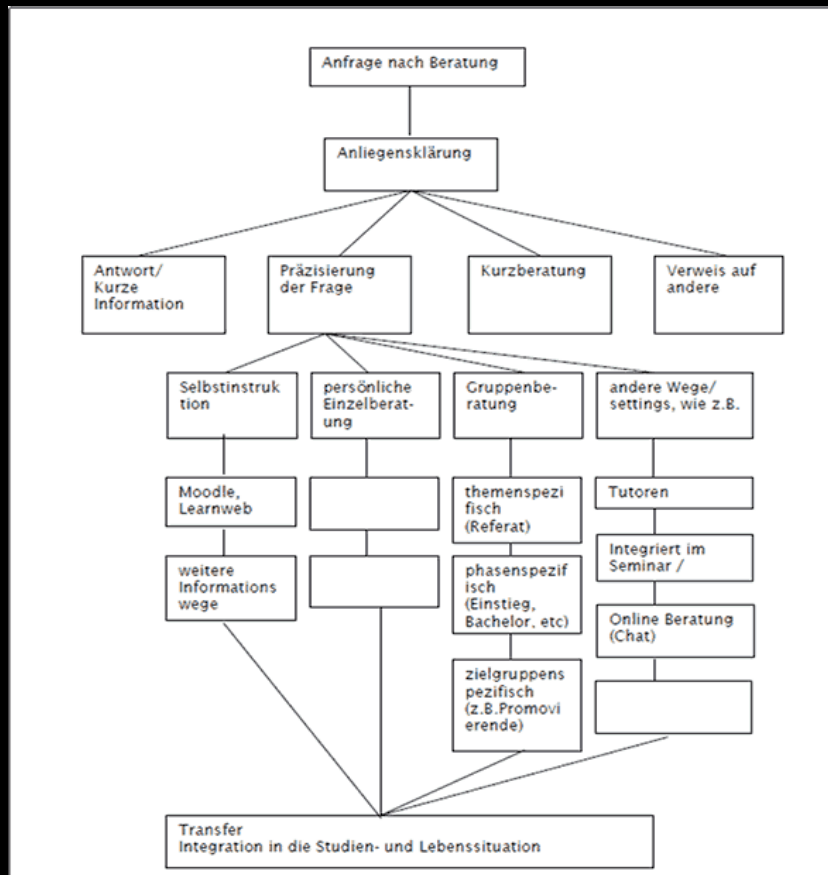 Anfrage nach Beratung
Anliegensklärung
Antwort/
Kurze
Information
Präzisierung
der Frage
Kurzberatung
Verweis auf
andere
Selbstinstruk
tion
persönliche
Einzelberat-
ung
Gruppenbe-
ratung
andere Wege/
settings, wie z.B.
Moodle,
Learnweb
themenspezi
fisch
(Referat)
Tutoren
weitere
Informations
wege
phasenspezif
isch
(Einstieg,
Bachelor, etc)
Integriert im
Seminar /
Online Beratung
(Chat)
zielgruppens
pezifisch
(z.B.Promovi
erende)
Transfer
Integration in die Studien- und Lebenssituation